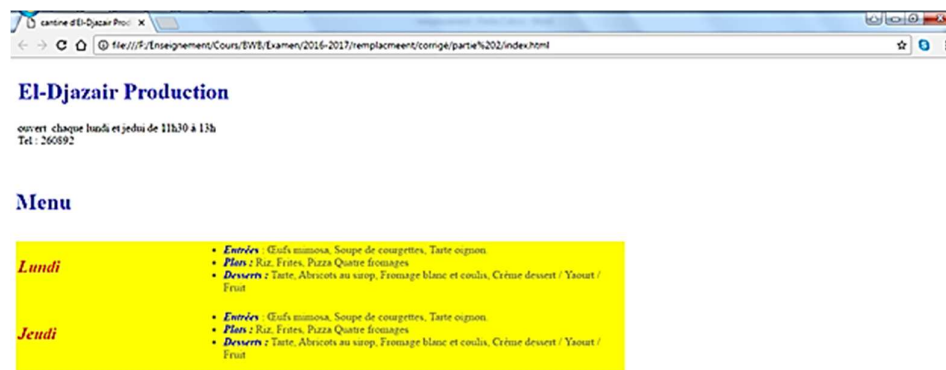 cantine d'El-Djazair Prod
file:///F:/Enseignement/Cours/BWB/Examen/2016-2017/remplacmeent/corrigé/partie%202/index.html
El-Djazair Production
ouvert chaque lundi et jedui de 11h30 à 13h
Tel : 260892
Menu
Lundi
• Entrées : Œufs mimosa, Soupe de courgettes, Tarte oignon.
• Plats : Riz, Frites, Pizza Quatre fromages
• Desserts : Tarte, Abricots au sirop, Fromage blanc et coulis, Crème dessert / Yaourt /
Fruit
Jeudi
• Entrées : Œufs mimosa, Soupe de courgettes, Tarte oignon.
• Plats : Riz, Frites, Pizza Quatre fromages
• Desserts : Tarte, Abricots au sirop, Fromage blanc et coulis, Crème dessert / Yaourt /
Fruit